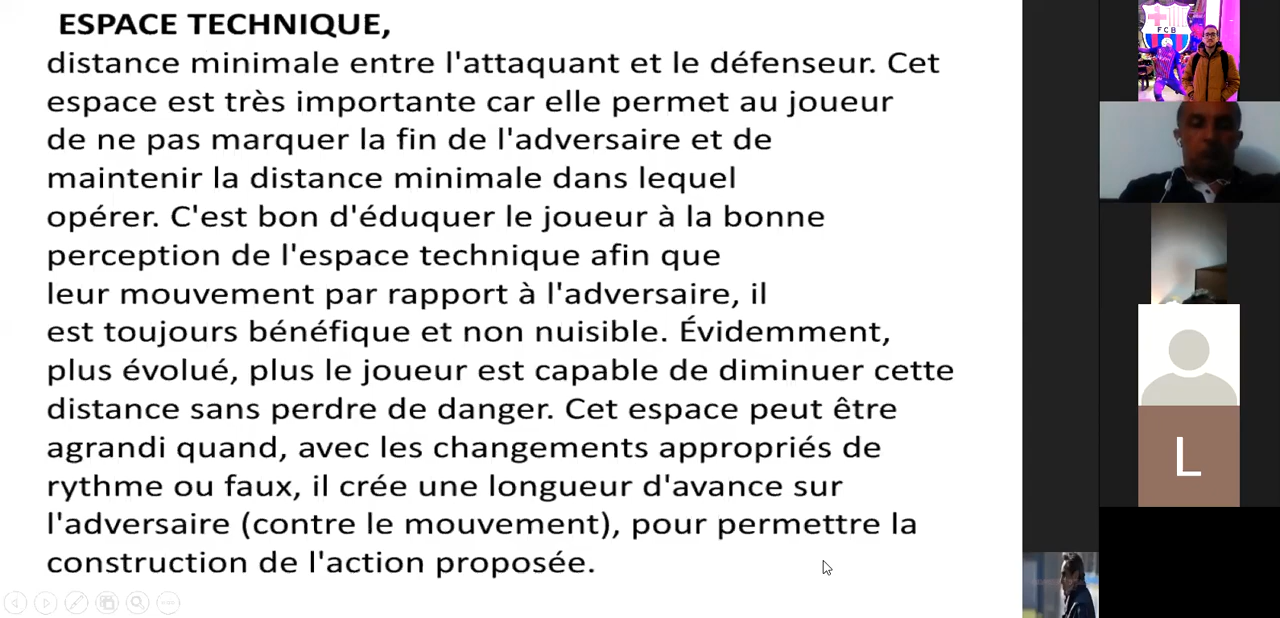 ESPACE TECHNIQUE,
distance minimale entre l'attaquant et le défenseur. Cet
espace est très importante car elle permet au joueur
de ne pas marquer la fin de l'adversaire et de
maintenir la distance minimale dans lequel
opérer. C'est bon d'éduquer le joueur à la bonne
perception de l'espace technique afin que
leur mouvement par rapport à l'adversaire, il
est toujours bénéfique et non nuisible. Évidemment,
plus évolué, plus le joueur est capable de diminuer cette
distance sans perdre de danger. Cet espace peut être
agrandi quand, avec les changements appropriés de
rythme ou faux, il crée une longueur d'avance sur
l'adversaire (contre le mouvement), pour permettre la
construction de l'action proposée.
FCB
L